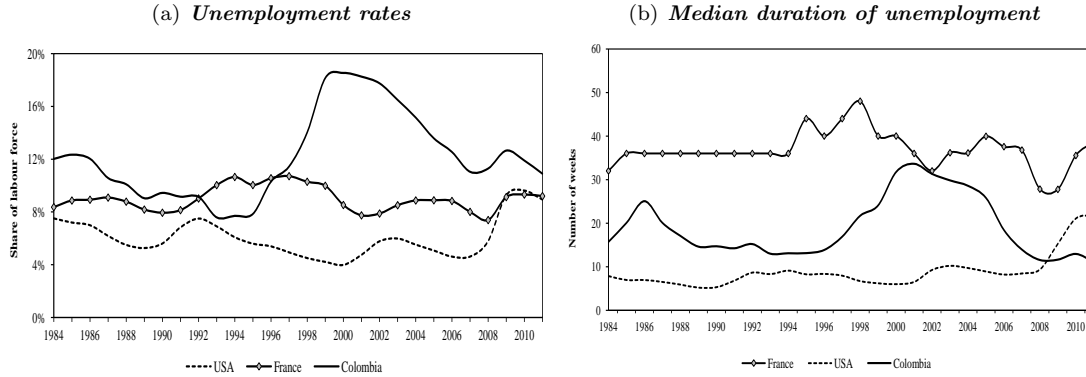 (a) Unemployment rates
Share of labour force
20%
16%
12%
8%
4%
0%
1984 1986 1988 1990 1992 1994 1996 1998 2000 2002 2004 2006 2008 2010
USA France Colombia
(b) Median duration of unemployment
Number of weeks
60
50
40
30
20
10
0
1984 1986 1988 1990 1992 1994 1996 1998 2000 2002 2004 2006 2008 2010
France USA Colombia